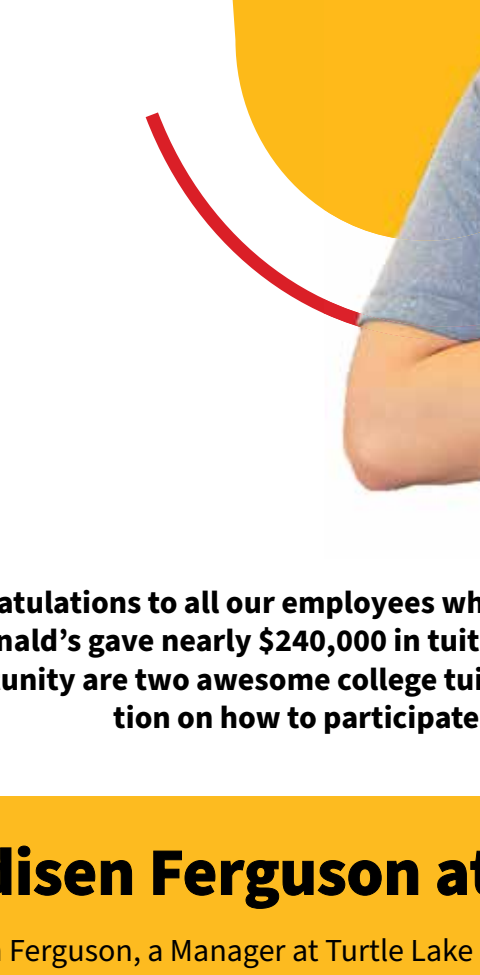 atulations to all our employees wh
nald’s gave nearly $240,000 in tuit
unity are two awesome college tui
tion on how to participate
disen Ferguson at
Ferguson, a Manager at Turtle Lake